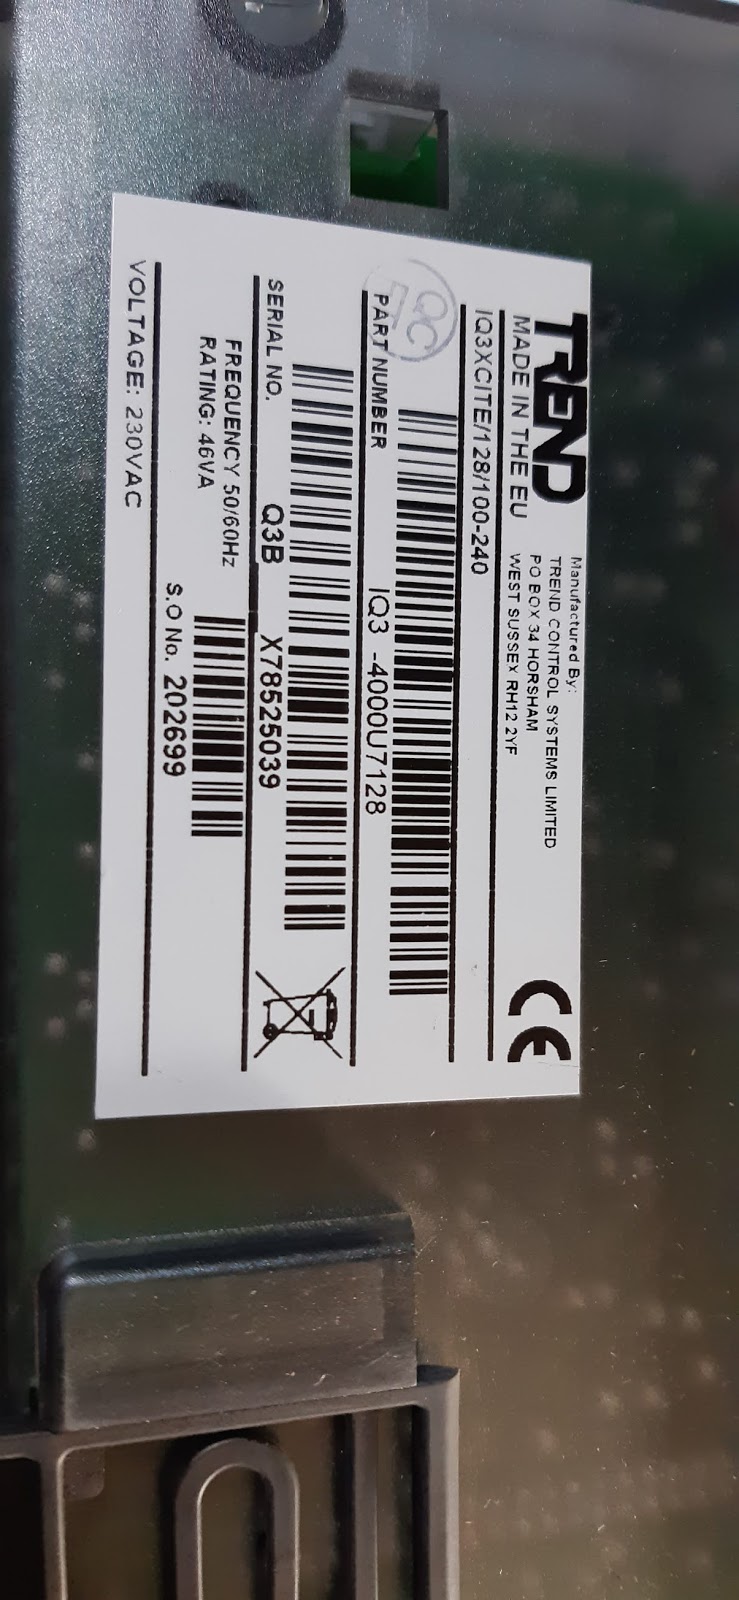 TREND
MADE IN THE EU
Manufactured By:
TREND CONTROL SYSTEMS LIMITED
PO BOX 34 HORSHAM
WEST SUSSEX RH12 2YF
CE
IQ3XCITE/128/100-240
QC
PART NUMBER IQ3 -4000U7128
SERIAL NO. Q3B X78525039
FREQUENCY 50/60Hz
RATING: 46VA
S.O No. 202699
VOLTAGE: 230VAC